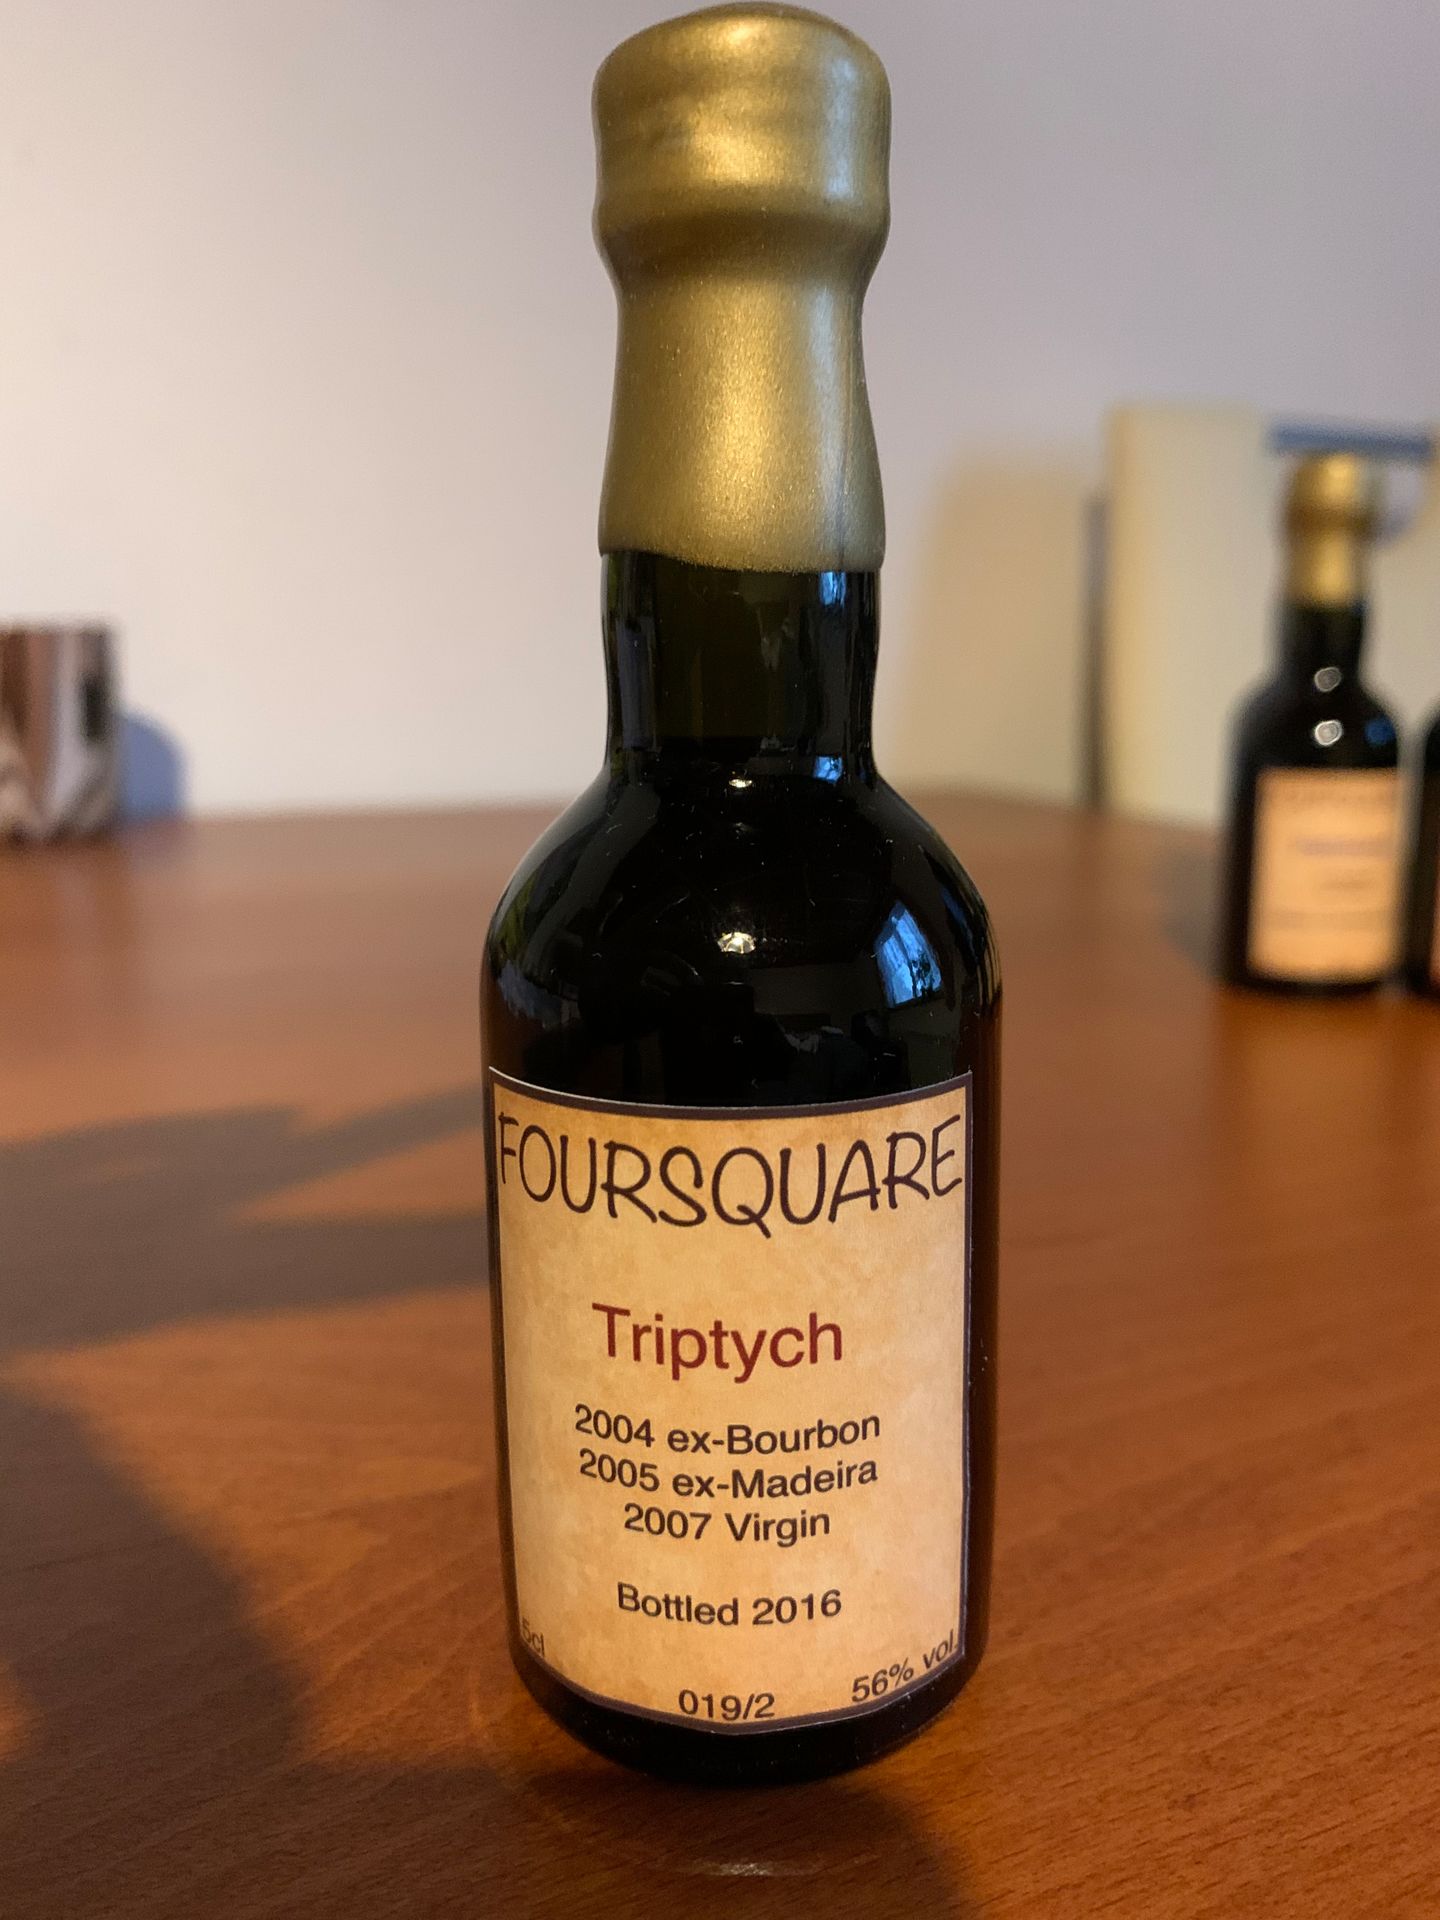 FOURSQUARE
Triptych
2004 ex-Bourbon
2005 ex-Madeira
2007 Virgin
Bottled 2016
5cl
019/2
56% vol.